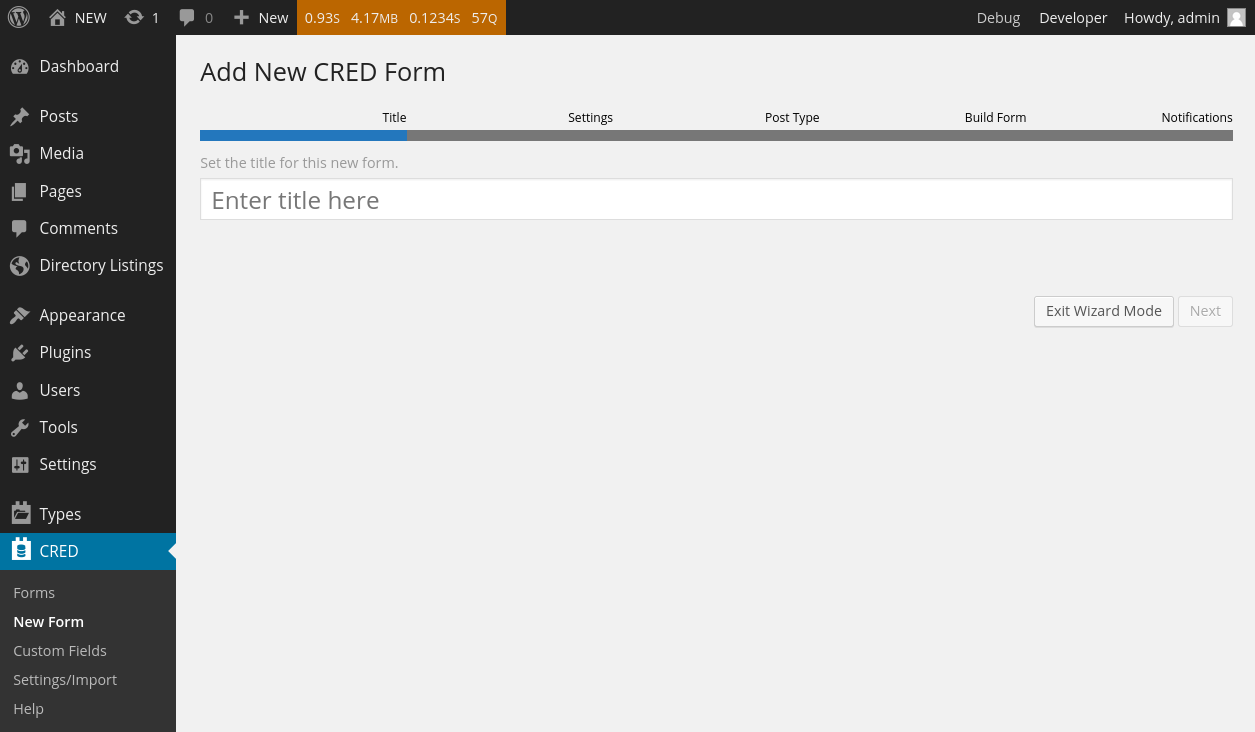 NEW 1 0 New 0.93S 4.17MB 0.1234S 57Q Debug Developer Howdy, admin
Dashboard
Posts
Media
Pages
Comments
Directory Listings
Appearance
Plugins
Users
Tools
Settings
Types
CRED
Forms
New Form
Custom Fields
Settings/Import
Help
Add New CRED Form
Title Settings Post Type Build Form Notifications
Set the title for this new form.
Enter title here
Exit Wizard Mode Next